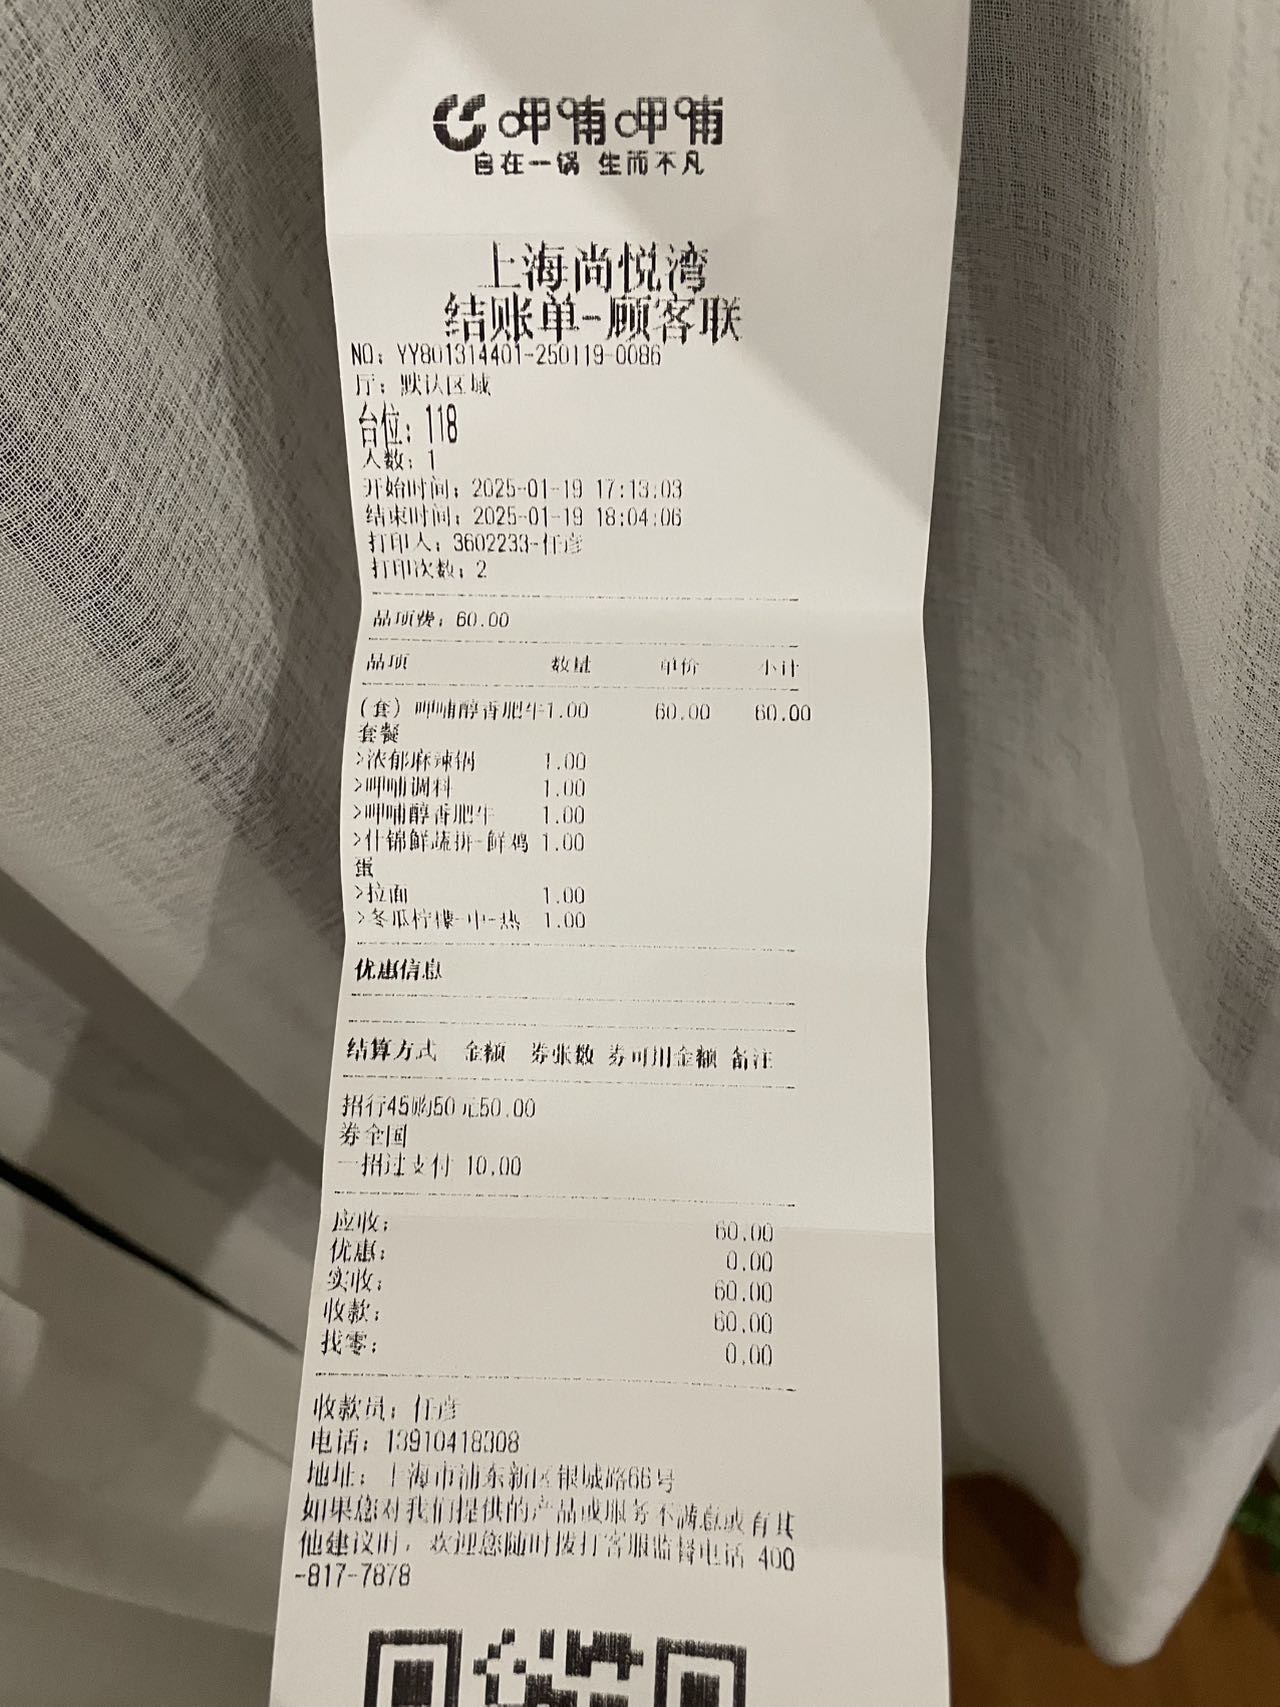 呷哺呷哺
自在一锅 生而不凡
上海尚悦湾
结账单-顾客联
NO: YY801314401-250119-0086
厅: 默认区域
台位: 118
人数: 1
开始时间: 2025-01-19 17:13:03
结束时间: 2025-01-19 18:04:06
打印人: 3602233-任彦
打印次数: 2
品项费: 60.00
品项 数量 单价 小计
(套) 呷哺醇香肥牛1.00 60.00 60.00
套餐
>浓郁麻辣锅 1.00
>呷哺调料 1.00
>呷哺醇香肥牛 1.00
>什锦鲜蔬拼-鲜鸡 1.00
蛋
>拉面 1.00
>冬瓜柠檬-中-热 1.00
优惠信息
结算方式 金额 券张数 券可用金额 备注
招行45购50元50.00
券全国
一招过支付 10.00
应收: 60.00
优惠: 0.00
实收: 60.00
收款: 60.00
找零: 0.00
收款员: 任彦
电话: 13910418308
地址: 上海市浦东新区银城路66号
如果您对我们提供的产品或服务不满意或有其
他建议时, 欢迎您随时拨打客服监督电话 400
-817-7878